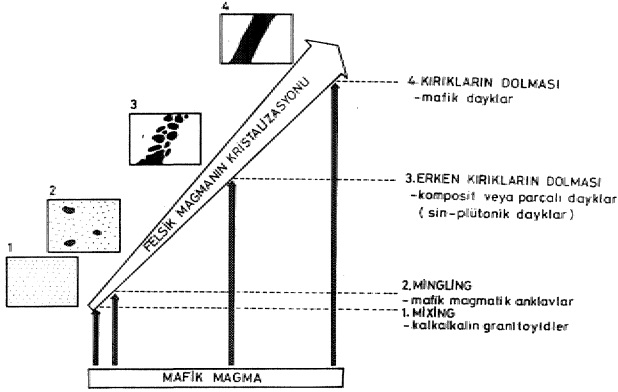 4
3
2
1
FELSİK MAGMANIN KRİSTALİZASYONU
4. KIRIKLARIN DOLMASI
-mafik dayklar
3. ERKEN KIRIKLARIN DOLMASI
-komposit veya parçalı dayklar
( sin-plütonik dayklar )
2. MİNGLİNG
-mafik magmatik anklavlar
1. MİXİNG
-kalkalkalin granitoyidler
MAFİK MAGMA